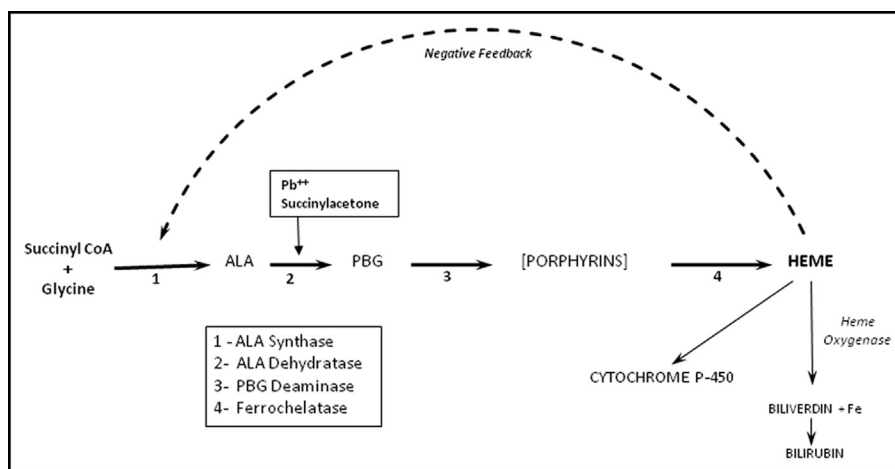 Negative Feedback
Pb++
Succinylacetone
Succinyl CoA
+
Glycine
1
ALA
2
PBG
3
[PORPHYRINS]
4
HEME
1 - ALA Synthase
2- ALA Dehydratase
3- PBG Deaminase
4- Ferrochelatase
Heme
Oxygenase
CYTOCHROME P-450
BILIVERDIN + Fe
BILIRUBIN